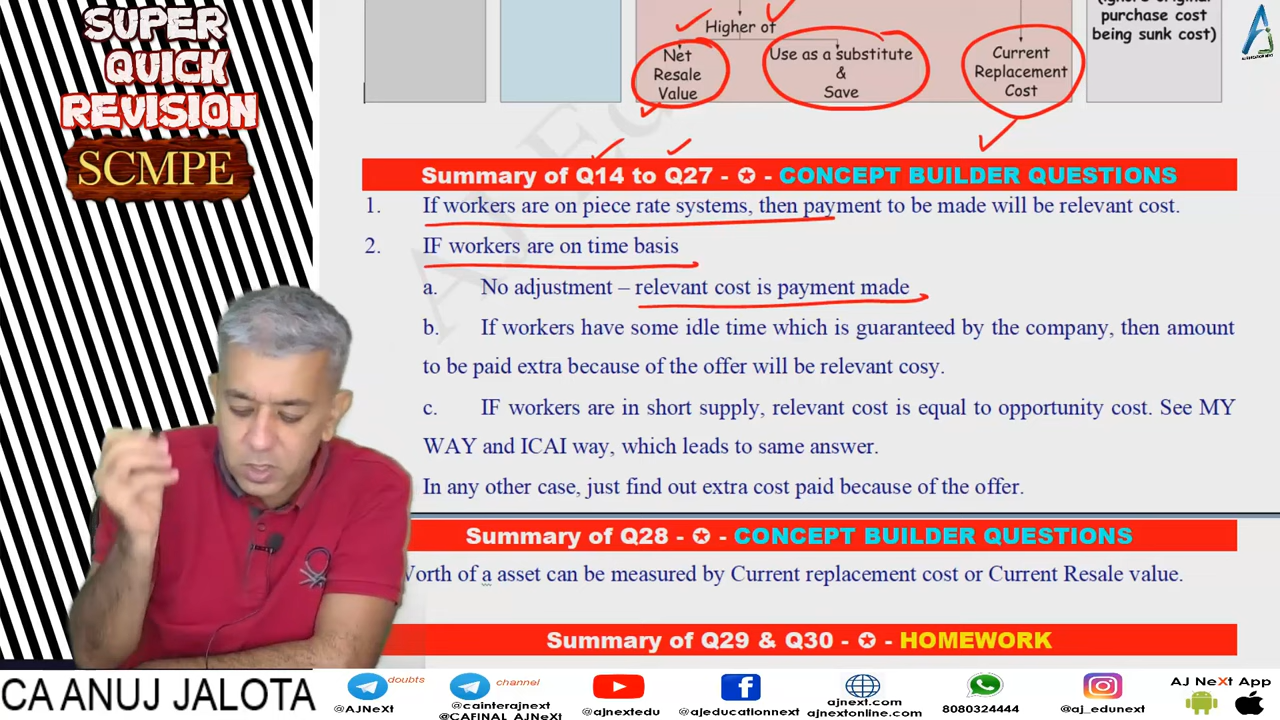 SUPER
QUICK
REVISION
SCMPE
purchase cost
being sunk cost)
Higher of
Net
Resale
Value
Use as a substitute
&
Save
Current
Replacement
Cost
Summary of Q14 to Q27 - ✪ - CONCEPT BUILDER QUESTIONS
1. If workers are on piece rate systems, then payment to be made will be relevant cost.
2. IF workers are on time basis
a. No adjustment – relevant cost is payment made
b. If workers have some idle time which is guaranteed by the company, then amount
to be paid extra because of the offer will be relevant cosy.
c. IF workers are in short supply, relevant cost is equal to opportunity cost. See MY
WAY and ICAI way, which leads to same answer.
In any other case, just find out extra cost paid because of the offer.
Summary of Q28 - ✪ - CONCEPT BUILDER QUESTIONS
Worth of a asset can be measured by Current replacement cost or Current Resale value.
Summary of Q29 & Q30 - ✪ - HOMEWORK
CA ANUJ JALOTA
doubts
@AJNeXt
channel
@cainterajnext
@CAFINAL_AJNeXt
@ajnextedu
@ajeducationnext
ajnext.com
ajnextonline.com
8080324444
@aj_edunext
AJ NeXt App